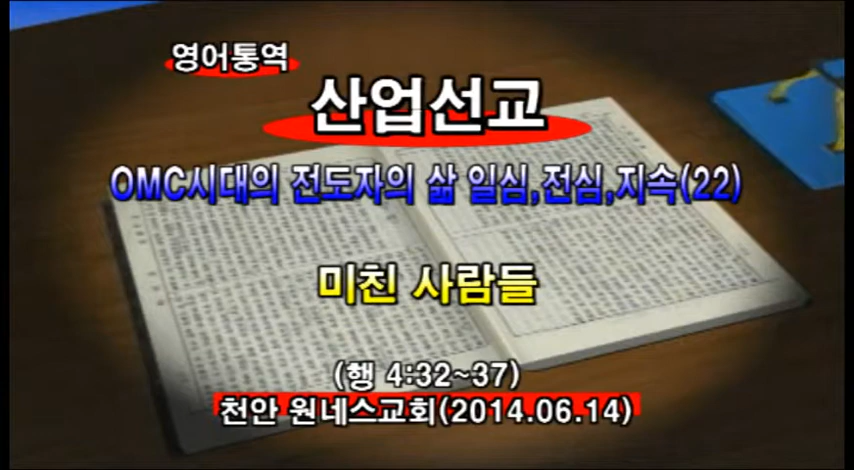 영어통역
산업선교
OMC시대의 전도자의 삶 일심,전심,지속(22)
미친 사람들
(행 4:32~37)
천안 원네스교회(2014.06.14)